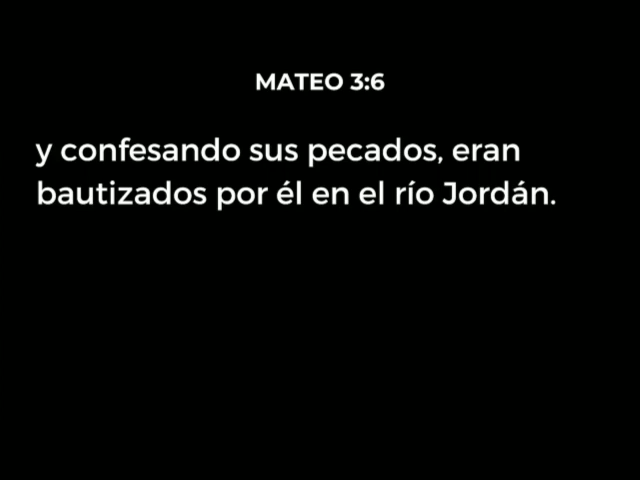 MATEO 3:6
y confesando sus pecados, eran
bautizados por él en el río Jordán.